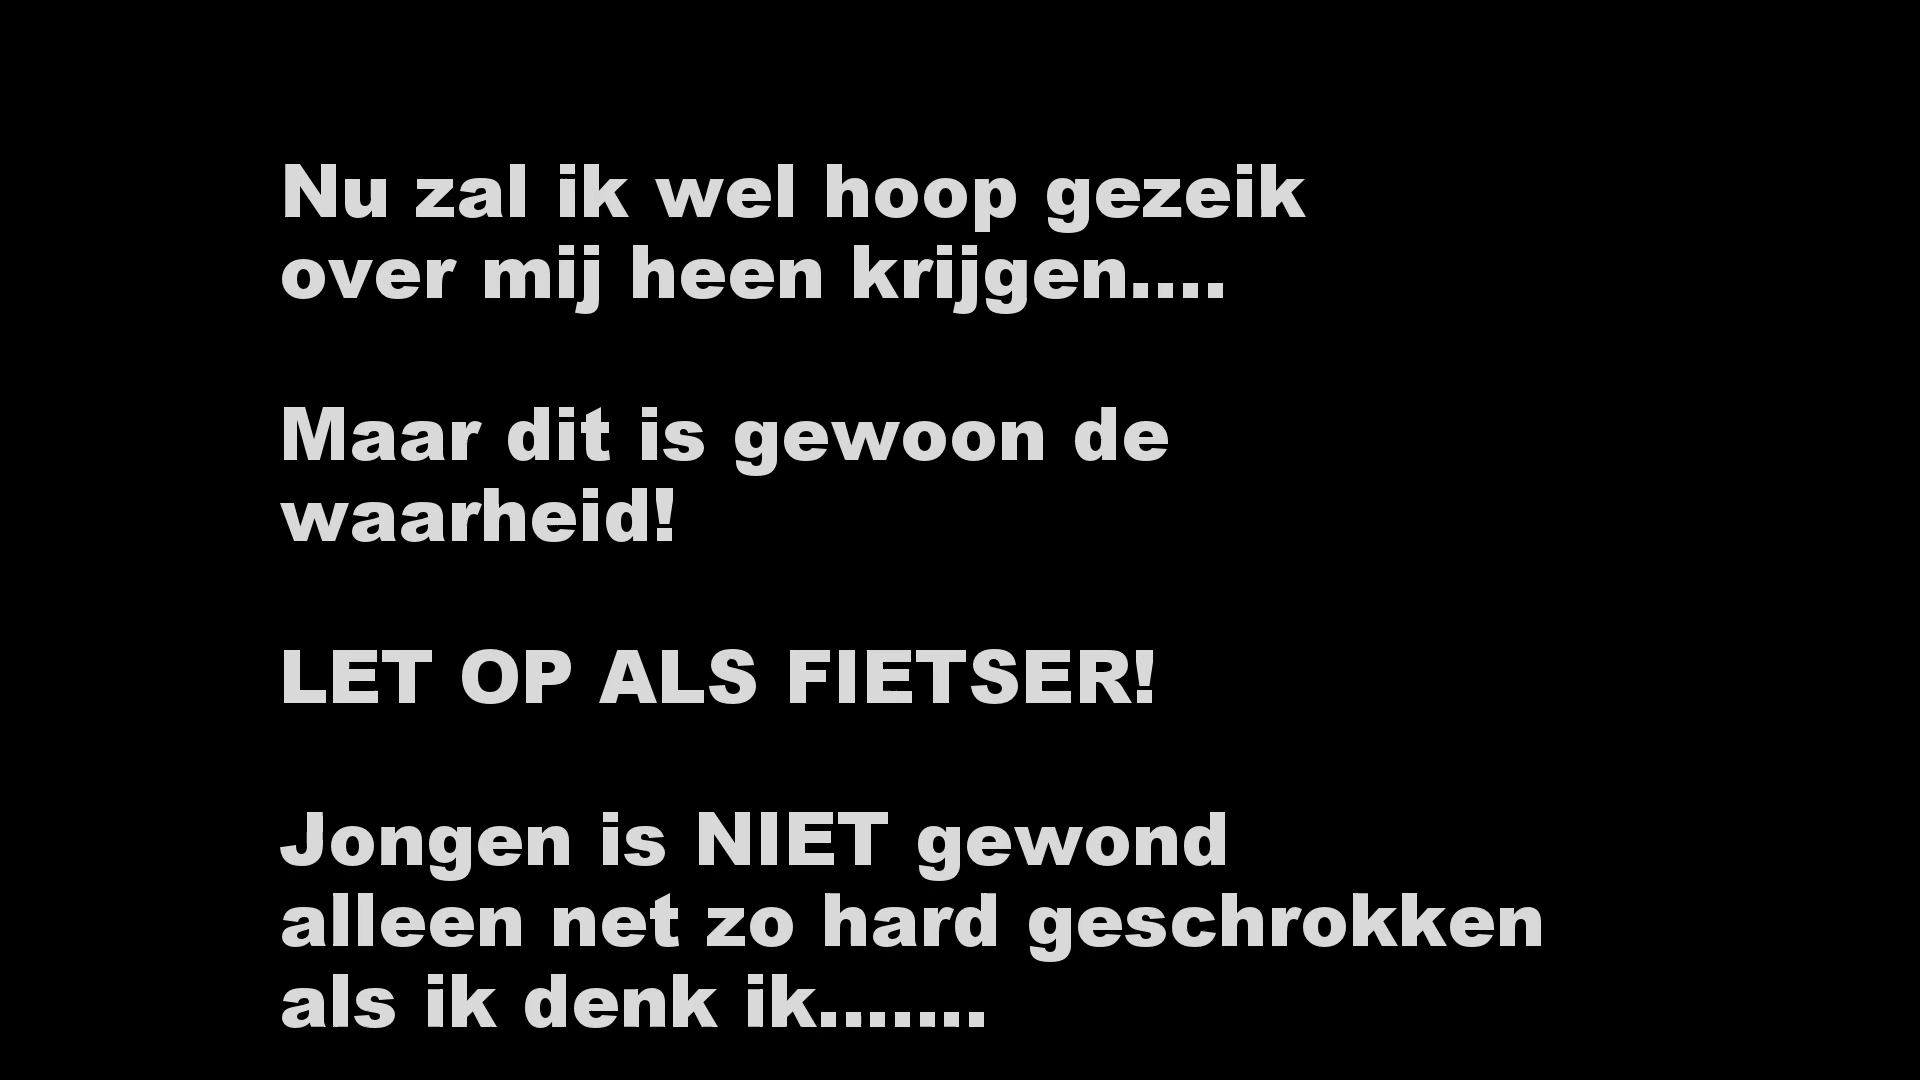 Nu zal ik wel hoop gezeik
over mij heen krijgen....
Maar dit is gewoon de
waarheid!
LET OP ALS FIETSER!
Jongen is NIET gewond
alleen net zo hard geschrokken
als ik denk ik.......